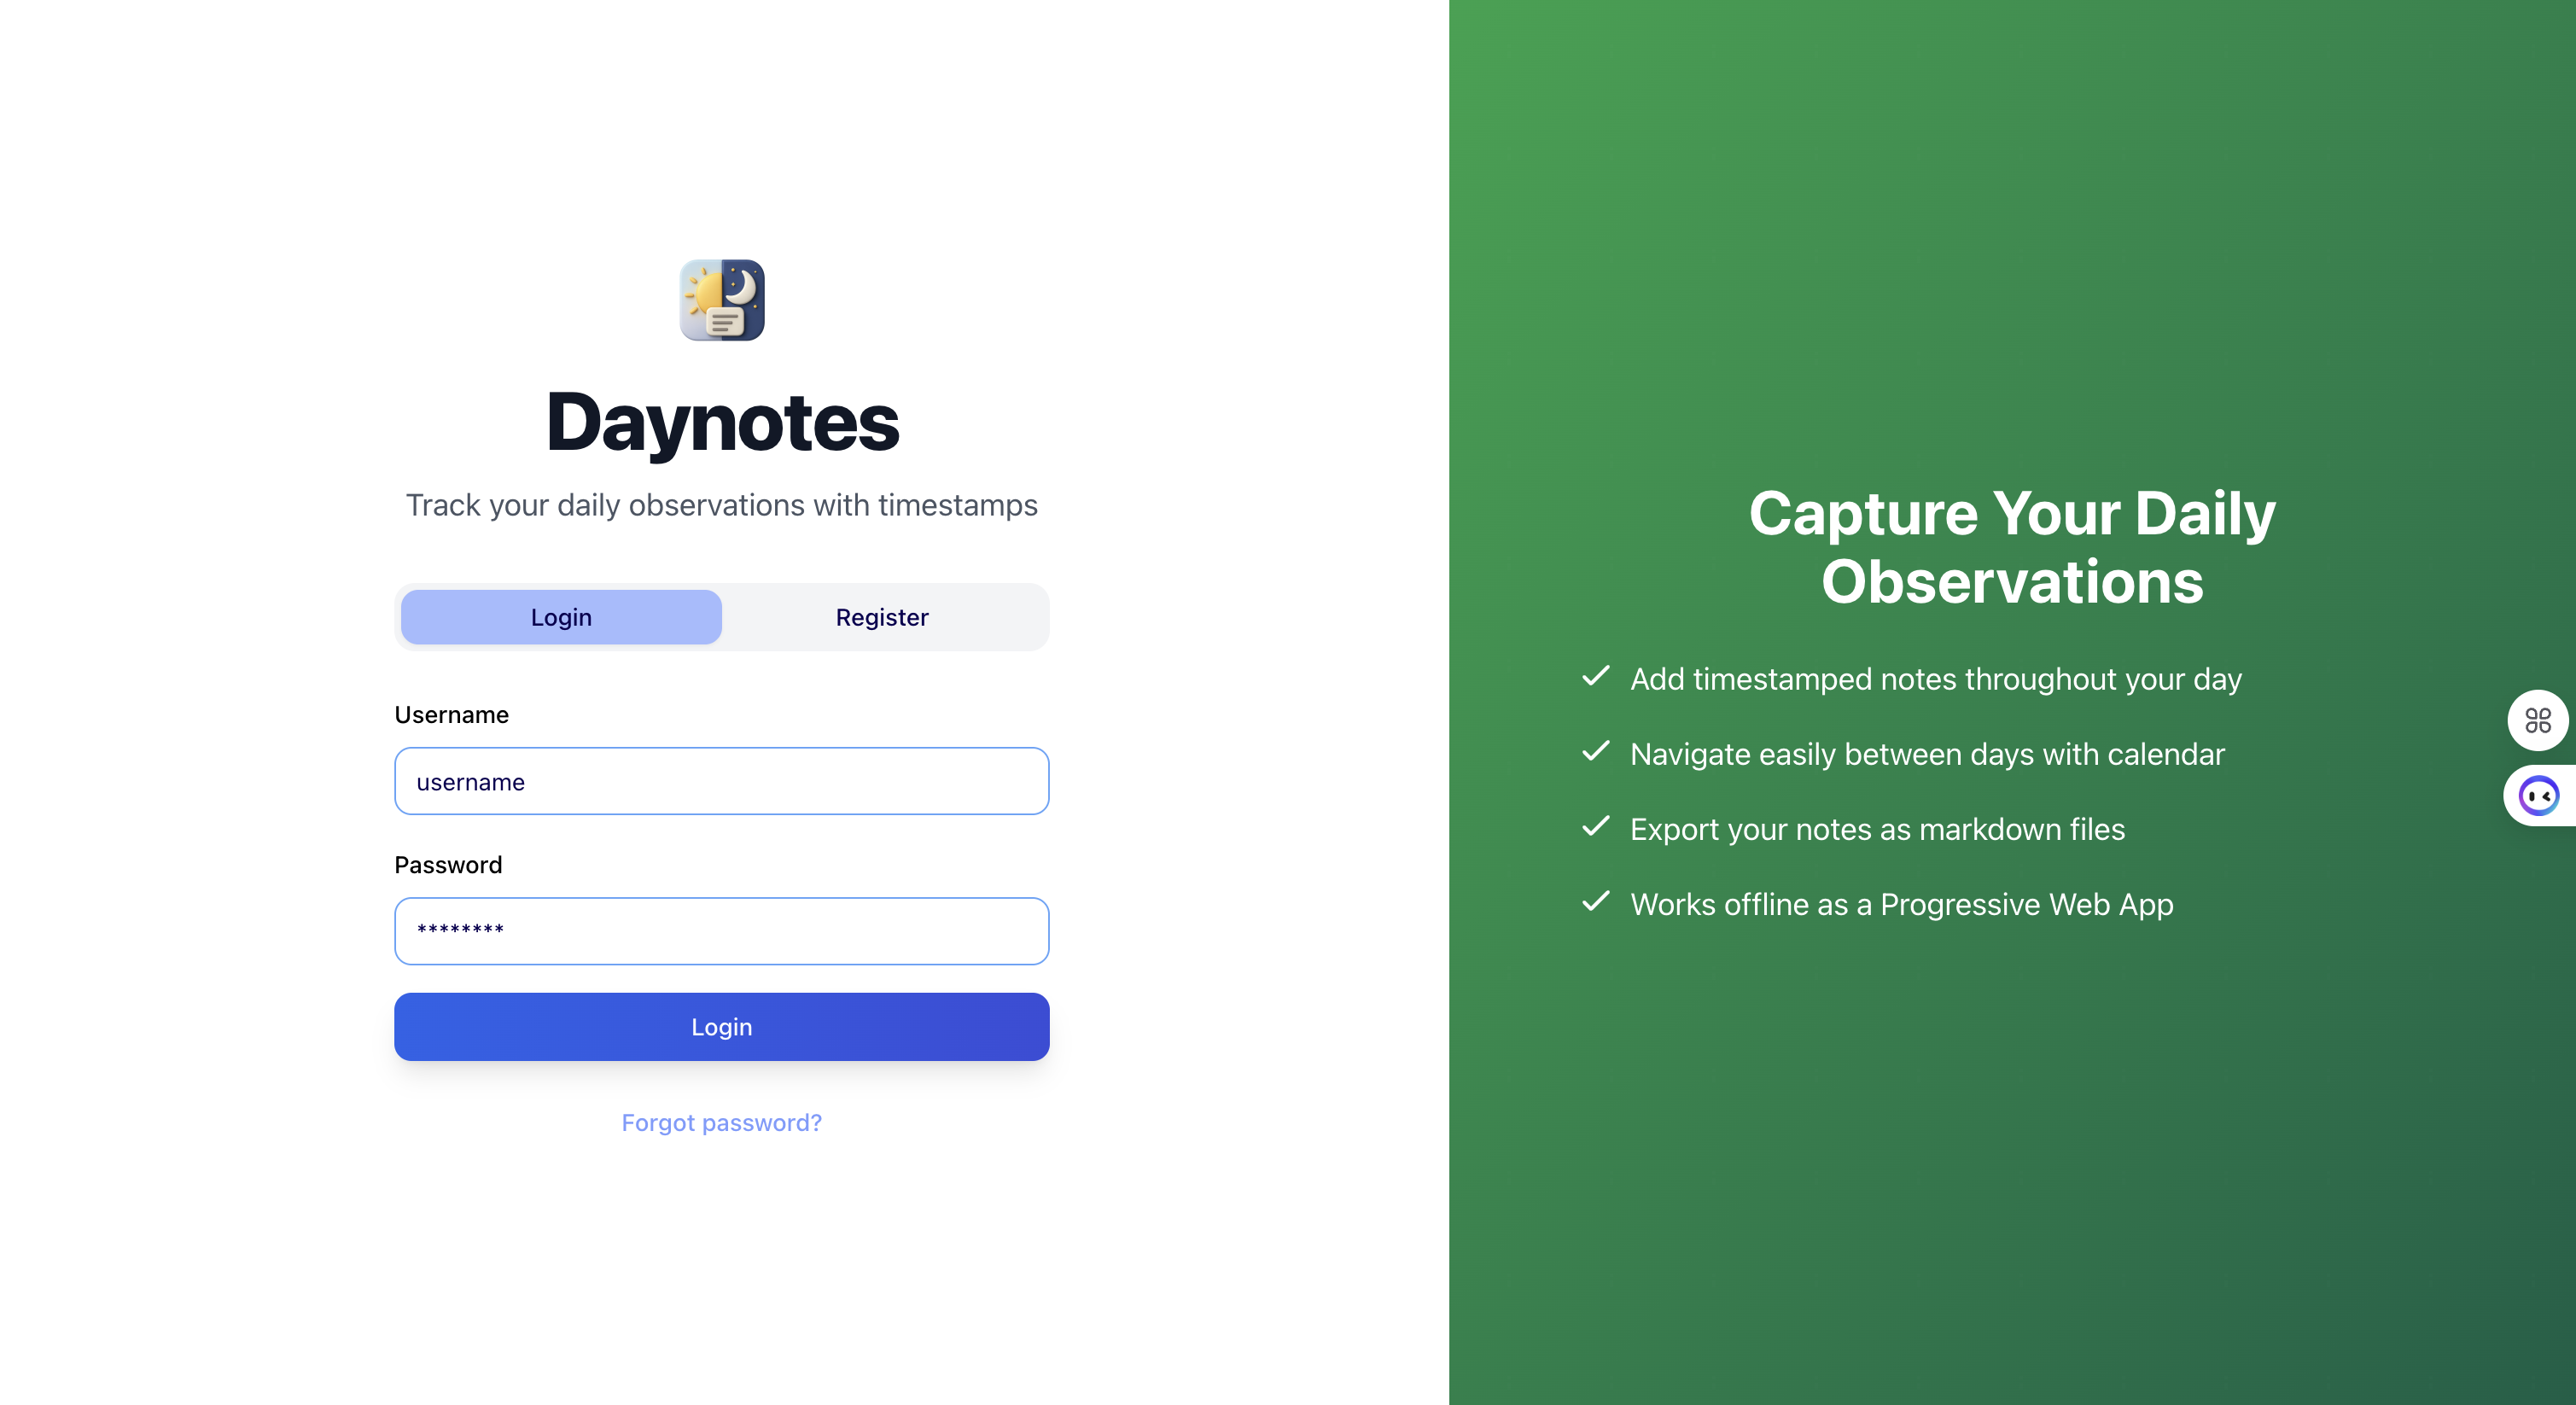 Daynotes
Track your daily observations with timestamps
Login
Register
Username
username
Password
********
Login
Forgot password?
Capture Your Daily
Observations
Add timestamped notes throughout your day
Navigate easily between days with calendar
Export your notes as markdown files
Works offline as a Progressive Web App